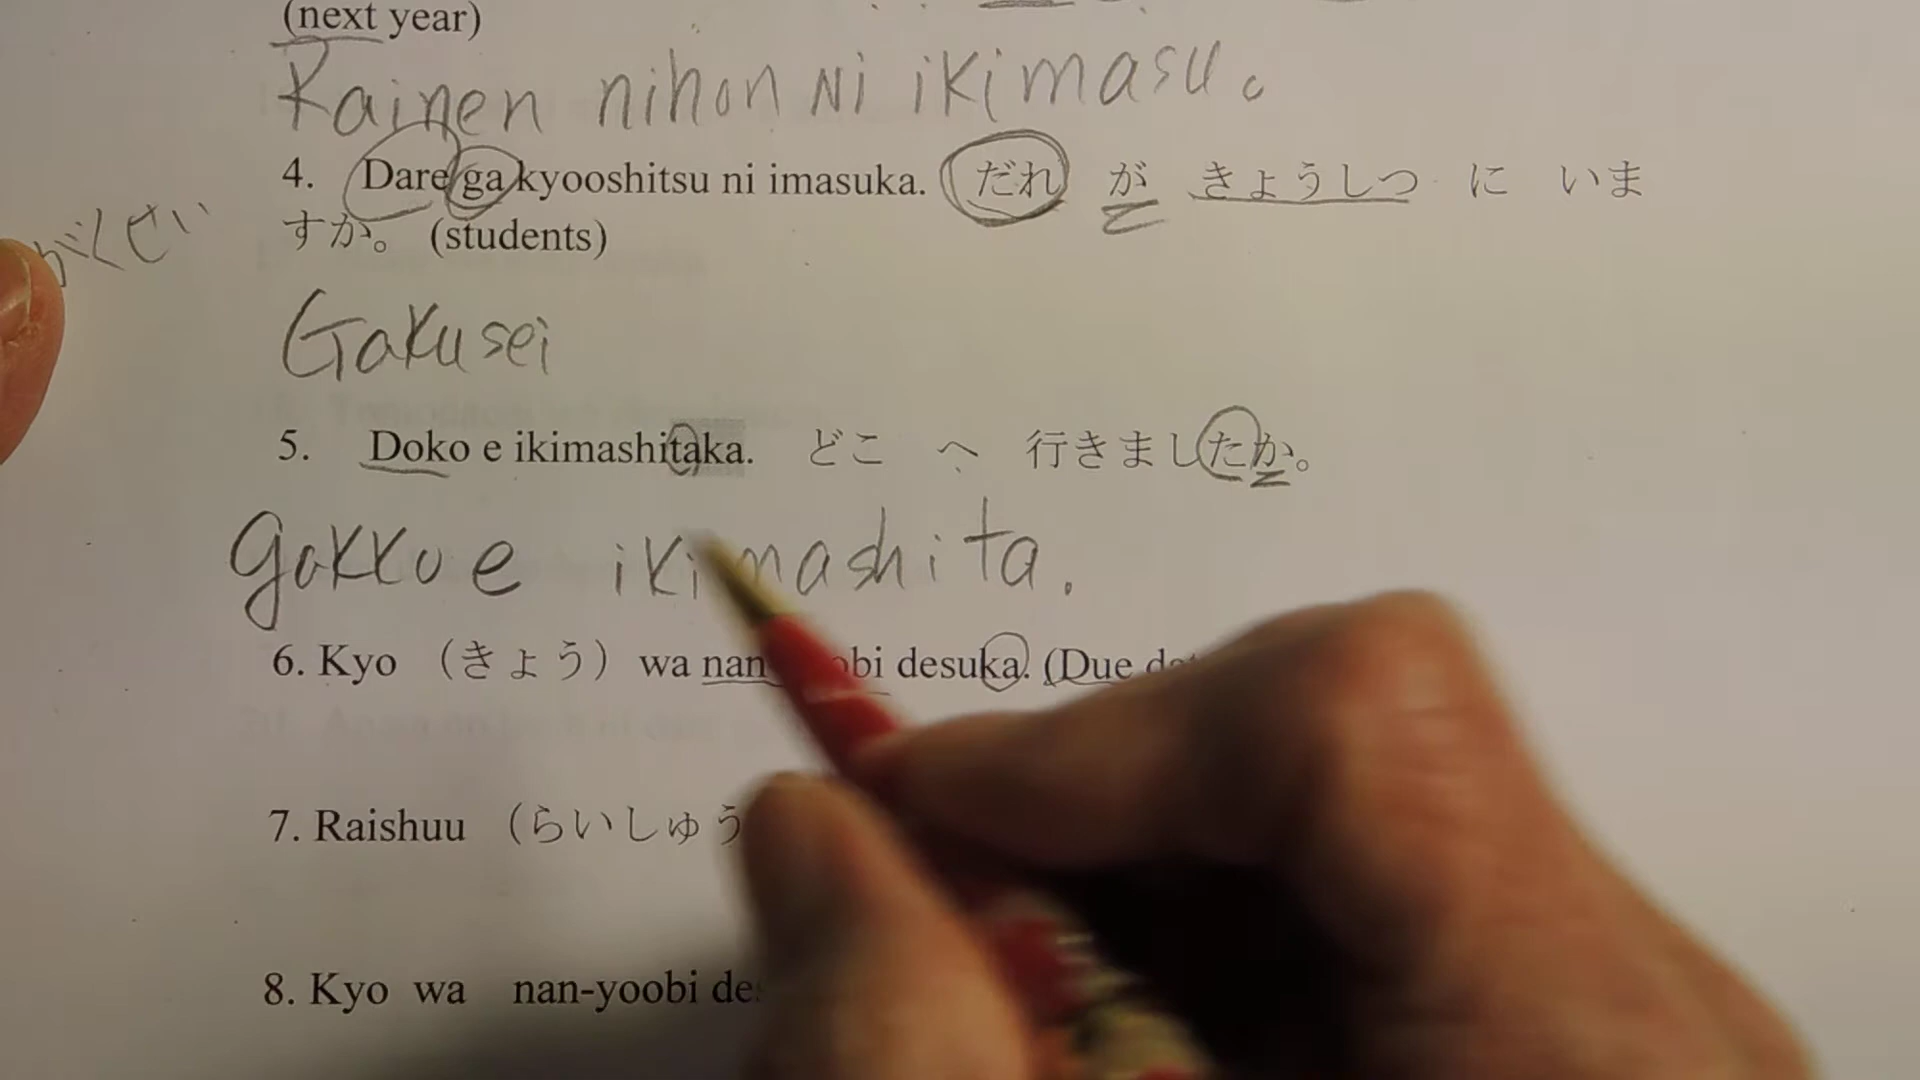 (next year)
Rainen nihon Ni ikimasu。
4. Dare ga kyooshitsu ni imasuka. だれ が きょうしつ に いま
すか。 (students)
がくせい
Gakusei
5. Doko e ikimashitaka. どこ へ 行きましたか。
gakkou e ikimashita.
6. Kyo （きょう） wa nan obi desuka. (Due
7. Raishuu （らいしゅう
8. Kyo wa nan-yoobi de